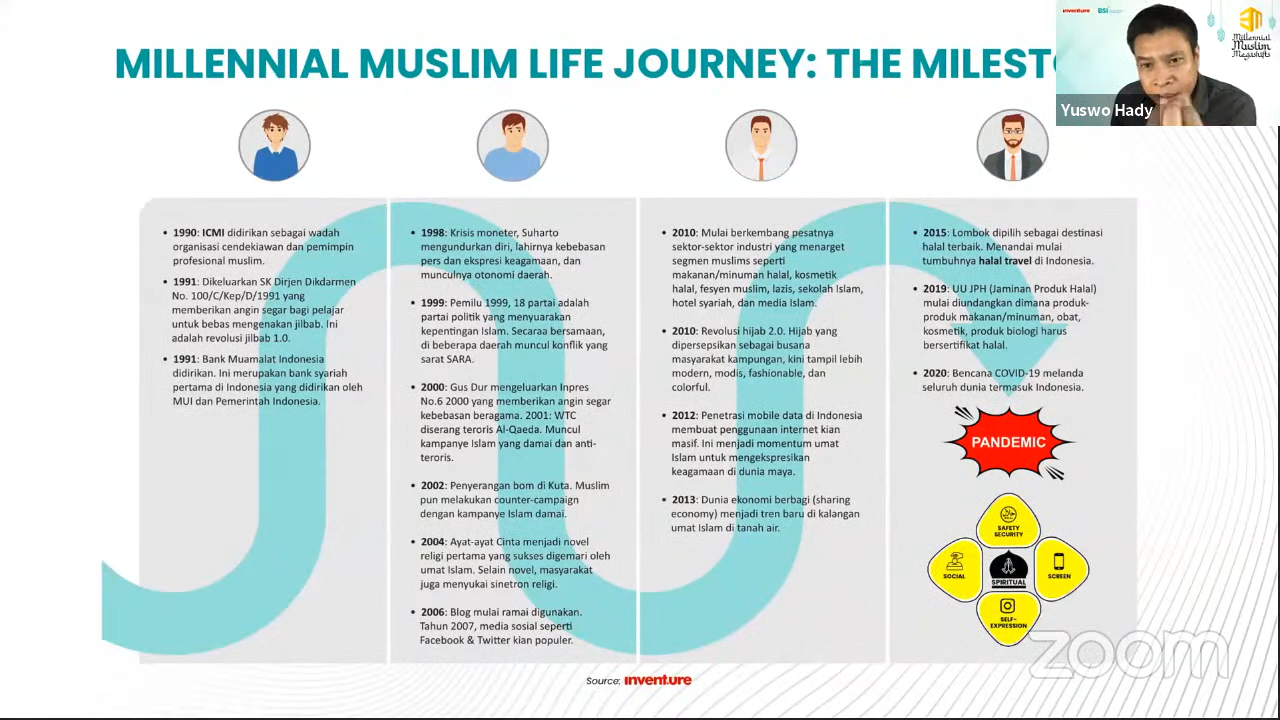 inventure
BSI
Millennial
Muslim
Megashifts
Yuswo Hady
MILLENNIAL MUSLIM LIFE JOURNEY: THE MILEST
• 1990: ICMI didirikan sebagai wadah
organisasi cendekiawan dan pemimpin
profesional muslim.
• 1991: Dikeluarkan SK Dirjen Dikdarmen
No. 100/C/Kep/D/1991 yang
memberikan angin segar bagi pelajar
untuk bebas mengenakan jilbab. Ini
adalah revolusi jilbab 1.0.
• 1991: Bank Muamalat Indonesia
didirikan. Ini merupakan bank syariah
pertama di Indonesia yang didirikan oleh
MUI dan Pemerintah Indonesia.
• 1998: Krisis moneter, Suharto
mengundurkan diri, lahirnya kebebasan
pers dan ekspresi keagamaan, dan
munculnya otonomi daerah.
• 1999: Pemilu 1999, 18 partai adalah
partai politik yang menyuarakan
kepentingan Islam. Secaraa bersamaan,
di beberapa daerah muncul konflik yang
sarat SARA.
• 2000: Gus Dur mengeluarkan Inpres
No.6 2000 yang memberikan angin segar
kebebasan beragama. 2001: WTC
diserang teroris Al-Qaeda. Muncul
kampanye Islam yang damai dan anti-
teroris.
• 2002: Penyerangan bom di Kuta. Muslim
pun melakukan counter-campaign
dengan kampanye Islam damai.
• 2004: Ayat-ayat Cinta menjadi novel
religi pertama yang sukses digemari oleh
umat Islam. Selain novel, masyarakat
juga menyukai sinetron religi.
• 2006: Blog mulai ramai digunakan.
Tahun 2007, media sosial seperti
Facebook & Twitter kian populer.
• 2010: Mulai berkembang pesatnya
sektor-sektor industri yang menarget
segmen muslims seperti
makanan/minuman halal, kosmetik
halal, fesyen muslim, lazis, sekolah Islam,
hotel syariah, dan media Islam.
• 2010: Revolusi hijab 2.0. Hijab yang
dipersepsikan sebagai busana
masyarakat kampungan, kini tampil lebih
modern, modis, fashionable, dan
colorful.
• 2012: Penetrasi mobile data di Indonesia
membuat penggunaan internet kian
masif. Ini menjadi momentum umat
Islam untuk mengekspresikan
keagamaan di dunia maya.
• 2013: Dunia ekonomi berbagi (sharing
economy) menjadi tren baru di kalangan
umat Islam di tanah air.
• 2015: Lombok dipilih sebagai destinasi
halal terbaik. Menandai mulai
tumbuhnya halal travel di Indonesia.
• 2019: UU JPH (Jaminan Produk Halal)
mulai diundangkan dimana produk-
produk makanan/minuman, obat,
kosmetik, produk biologi harus
bersertifikat halal.
• 2020: Bencana COVID-19 melanda
seluruh dunia termasuk Indonesia.
PANDEMIC
SAFETY
SECURITY
SOCIAL
SPIRITUAL
SCREEN
SELF-
EXPRESSION
zoom
Source: inventure